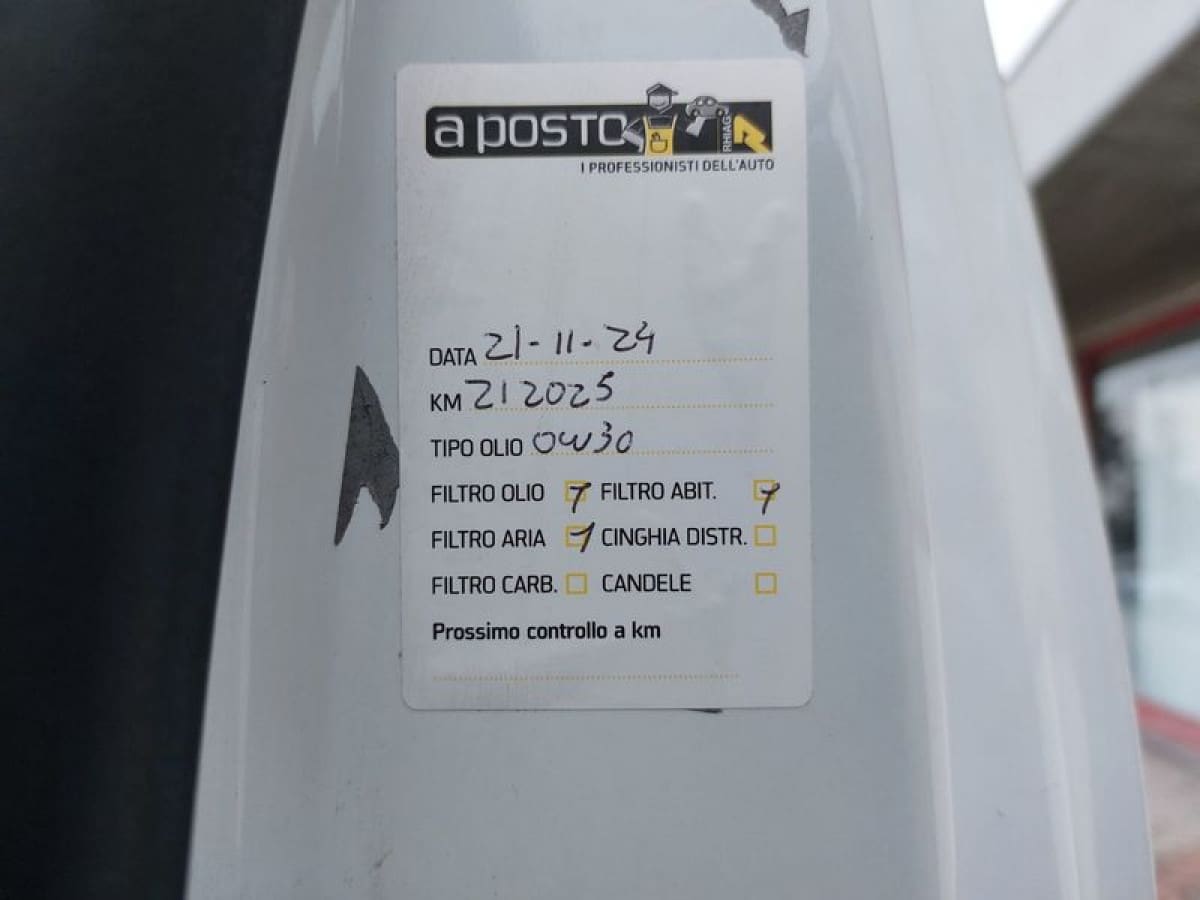 a posto
RHIAG
I PROFESSIONISTI DELL'AUTO
DATA 21-11-24
KM 212025
TIPO OLIO 0W30
FILTRO OLIO FILTRO ABIT.
FILTRO ARIA CINGHIA DISTR.
FILTRO CARB. CANDELE
Prossimo controllo a km